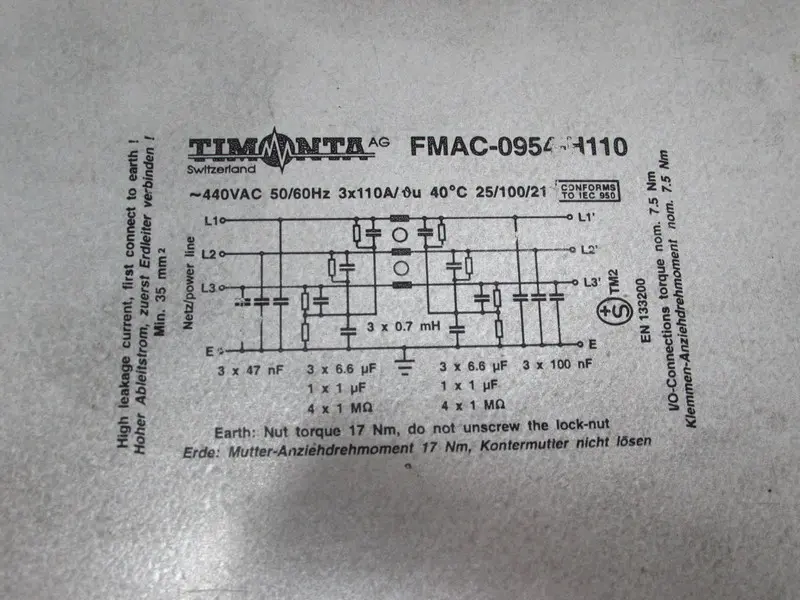 TIMONTA AG
Switzerland
~440VAC 50/60Hz 3x110A/ϑu 40°C 25/100/21
CONFORMS
TO IEC 950
L1 L1'
L2 L2'
L3 L3'
E E
Netz/power line
3 x 0.7 mH
3 x 47 nF 3 x 6.6 µF 3 x 6.6 µF 3 x 100 nF
1 x 1 µF 1 x 1 µF
4 x 1 MΩ 4 x 1 MΩ
Earth: Nut torque 17 Nm, do not unscrew the lock-nut
Erde: Mutter-Anziehdrehmoment 17 Nm, Kontermutter nicht lösen
High leakage current, first connect to earth !
Hoher Ableitstrom, zuerst Erdleiter verbinden !
Min. 35 mm2
S TM2
EN 133200
I/O-Connections torque nom. 7.5 Nm
Klemmen-Anziehdrehmoment nom. 7.5 Nm